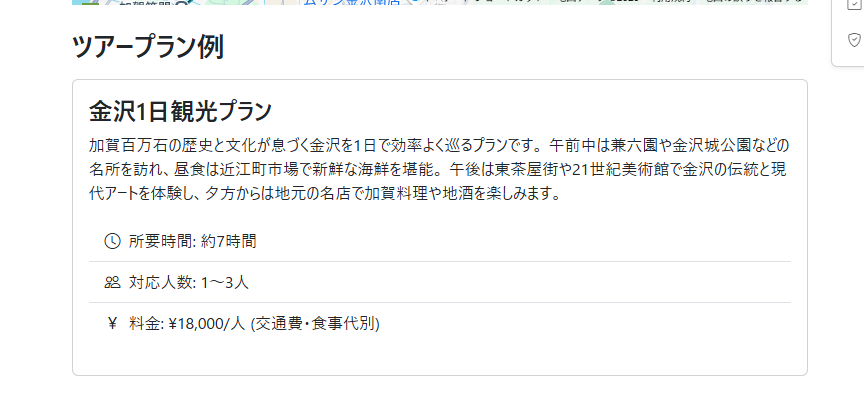 ムサシ金沢南店
ツアープラン例
金沢1日観光プラン
加賀百万石の歴史と文化が息づく金沢を1日で効率よく巡るプランです。午前中は兼六園や金沢城公園などの
名所を訪れ、昼食は近江町市場で新鮮な海鮮を堪能。午後は東茶屋街や21世紀美術館で金沢の伝統と現
代アートを体験し、夕方からは地元の名店で加賀料理や地酒を楽しみます。
所要時間: 約7時間
対応人数: 1～3人
¥ 料金: ¥18,000/人 (交通費・食事代別)